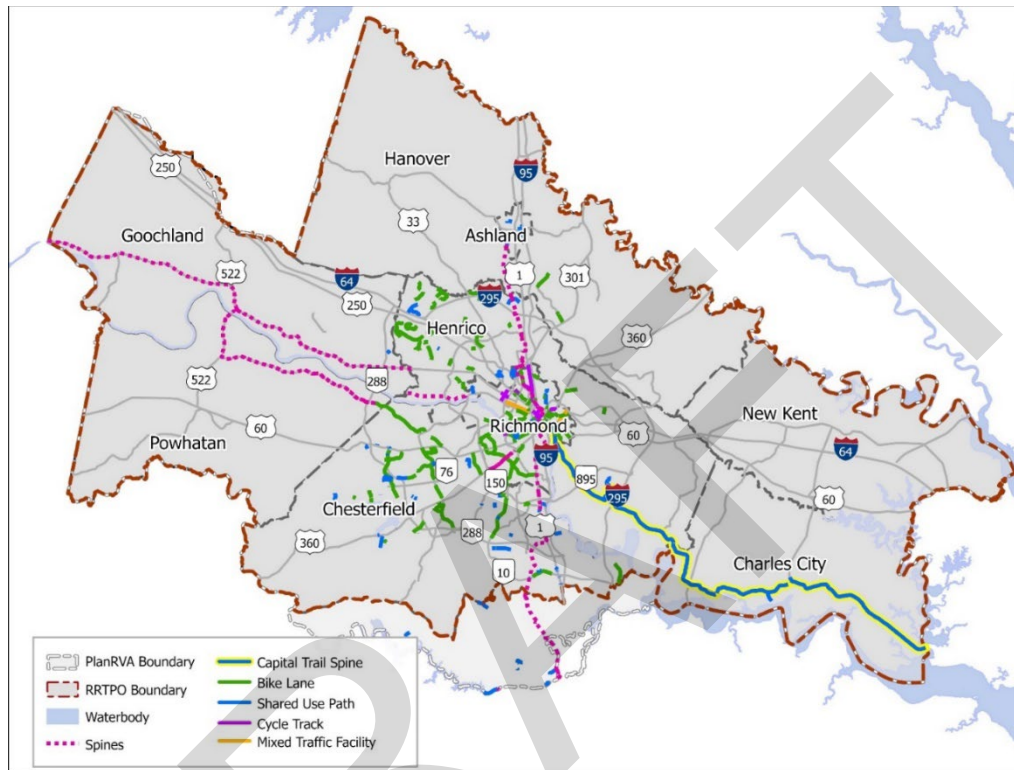 250
95
Hanover
33
Goochland
Ashland
522
1
301
64
250
295
Henrico
360
522
288
New Kent
Richmond
60
60
64
Powhatan
95
76
150
895
295
60
Chesterfield
360
288
1
Charles City
10
PlanRVA Boundary
RRTPO Boundary
Waterbody
Spines
Capital Trail Spine
Bike Lane
Shared Use Path
Cycle Track
Mixed Traffic Facility